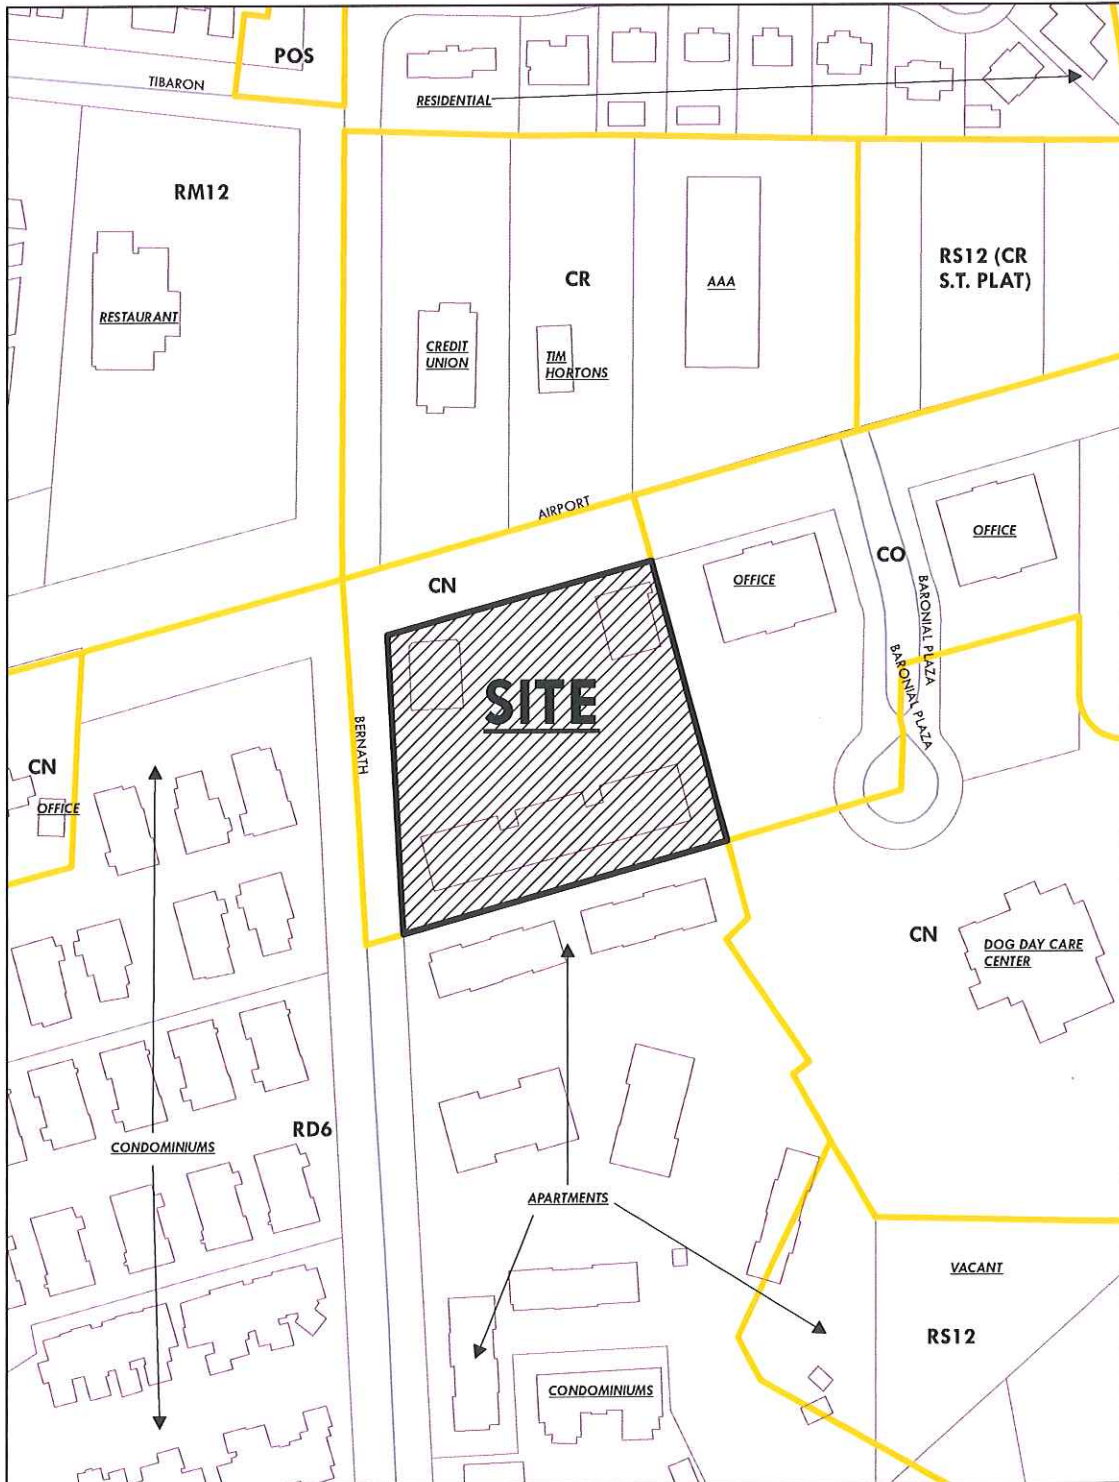 POS
TIBARON
RESIDENTIAL
RM12
CR
AAA
RS12 (CR
S.T. PLAT)
RESTAURANT
CREDIT
UNION
TIM
HORTONS
AIRPORT
OFFICE
CN
OFFICE
CO
BARONIAL PLAZA
BARONIAL PLAZA
SITE
BERNATH
CN
OFFICE
CN
DOG DAY CARE
CENTER
RD6
CONDOMINIUMS
APARTMENTS
VACANT
RS12
CONDOMINIUMS